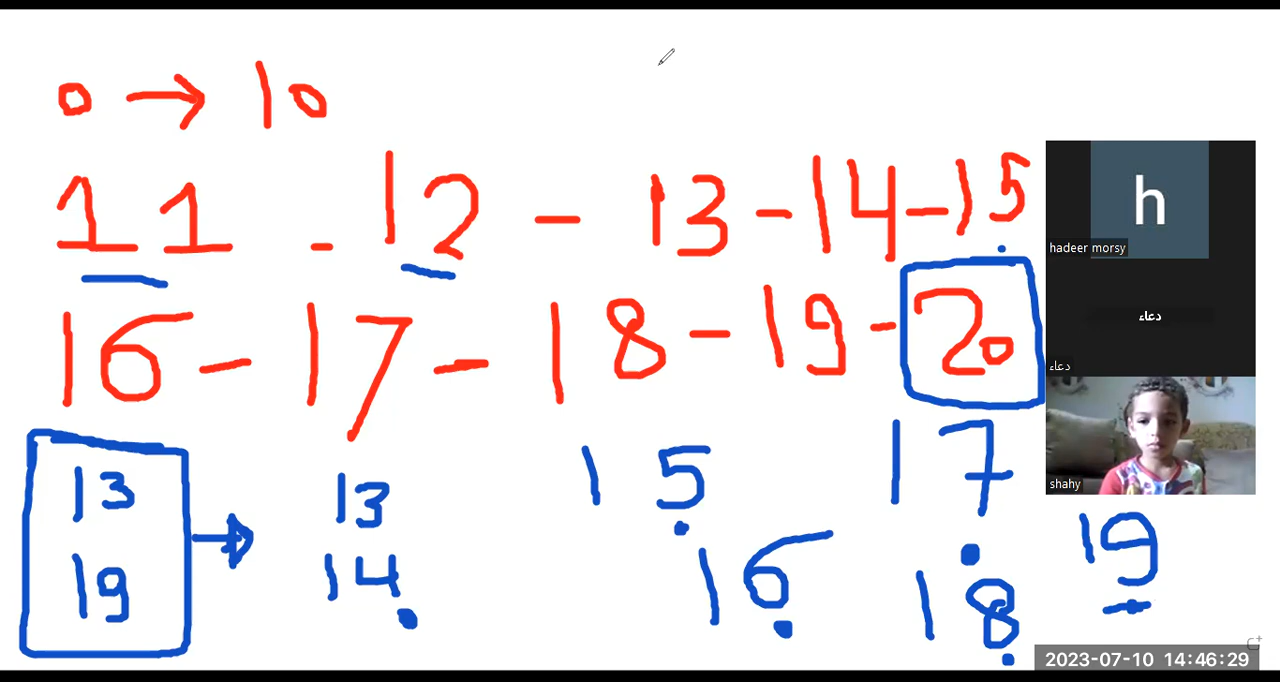 0 → 10
11 - 12 - 13 - 14 - 15
16 - 17 - 18 - 19 - 20
13
19
→
13
14
15
16
17
18
19
h
hadeer morsy
دعاء
دعاء
shahy
2023-07-10 14:46:29